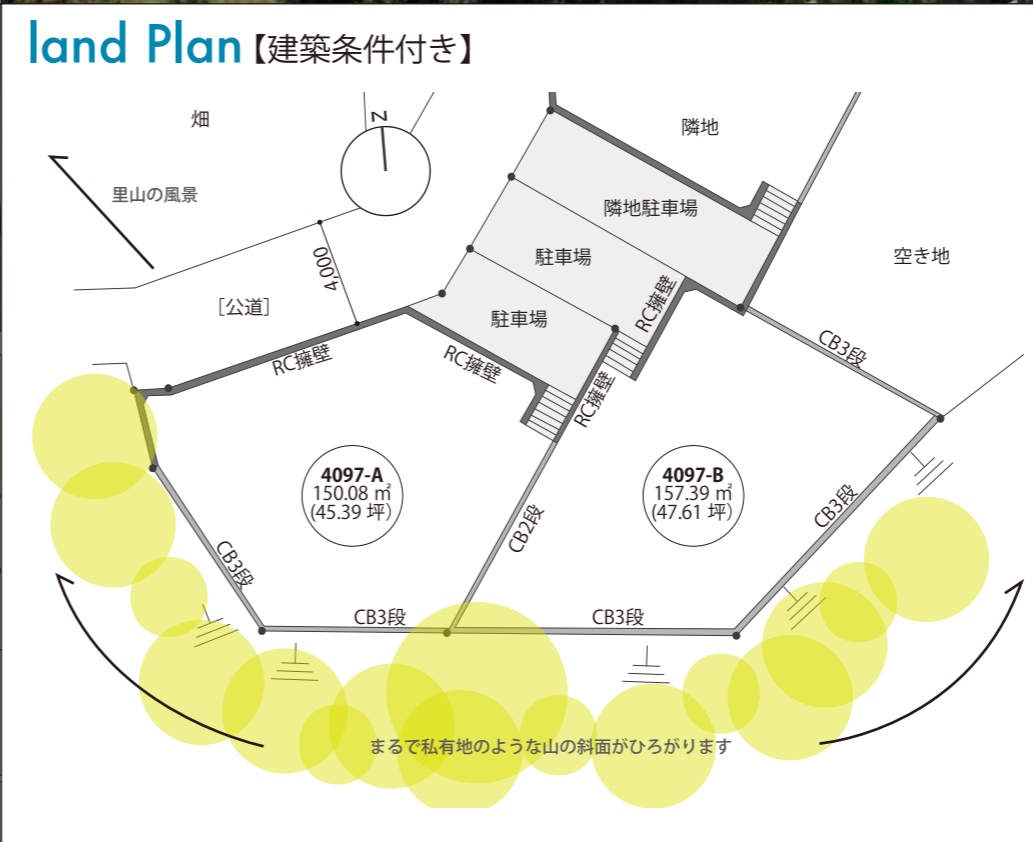 land Plan【建築条件付き】
畑
N
隣地
里山の風景
隣地駐車場
4,000
駐車場
空き地
［公道］
RC擁壁
駐車場
CB3段
RC擁壁
RC擁壁
RC擁壁
4097-A
150.08 ㎡
(45.39 坪)
4097-B
157.39 ㎡
(47.61 坪)
CB3段
CB2段
CB3段
CB3段
CB3段
まるで私有地のような山の斜面がひろがります